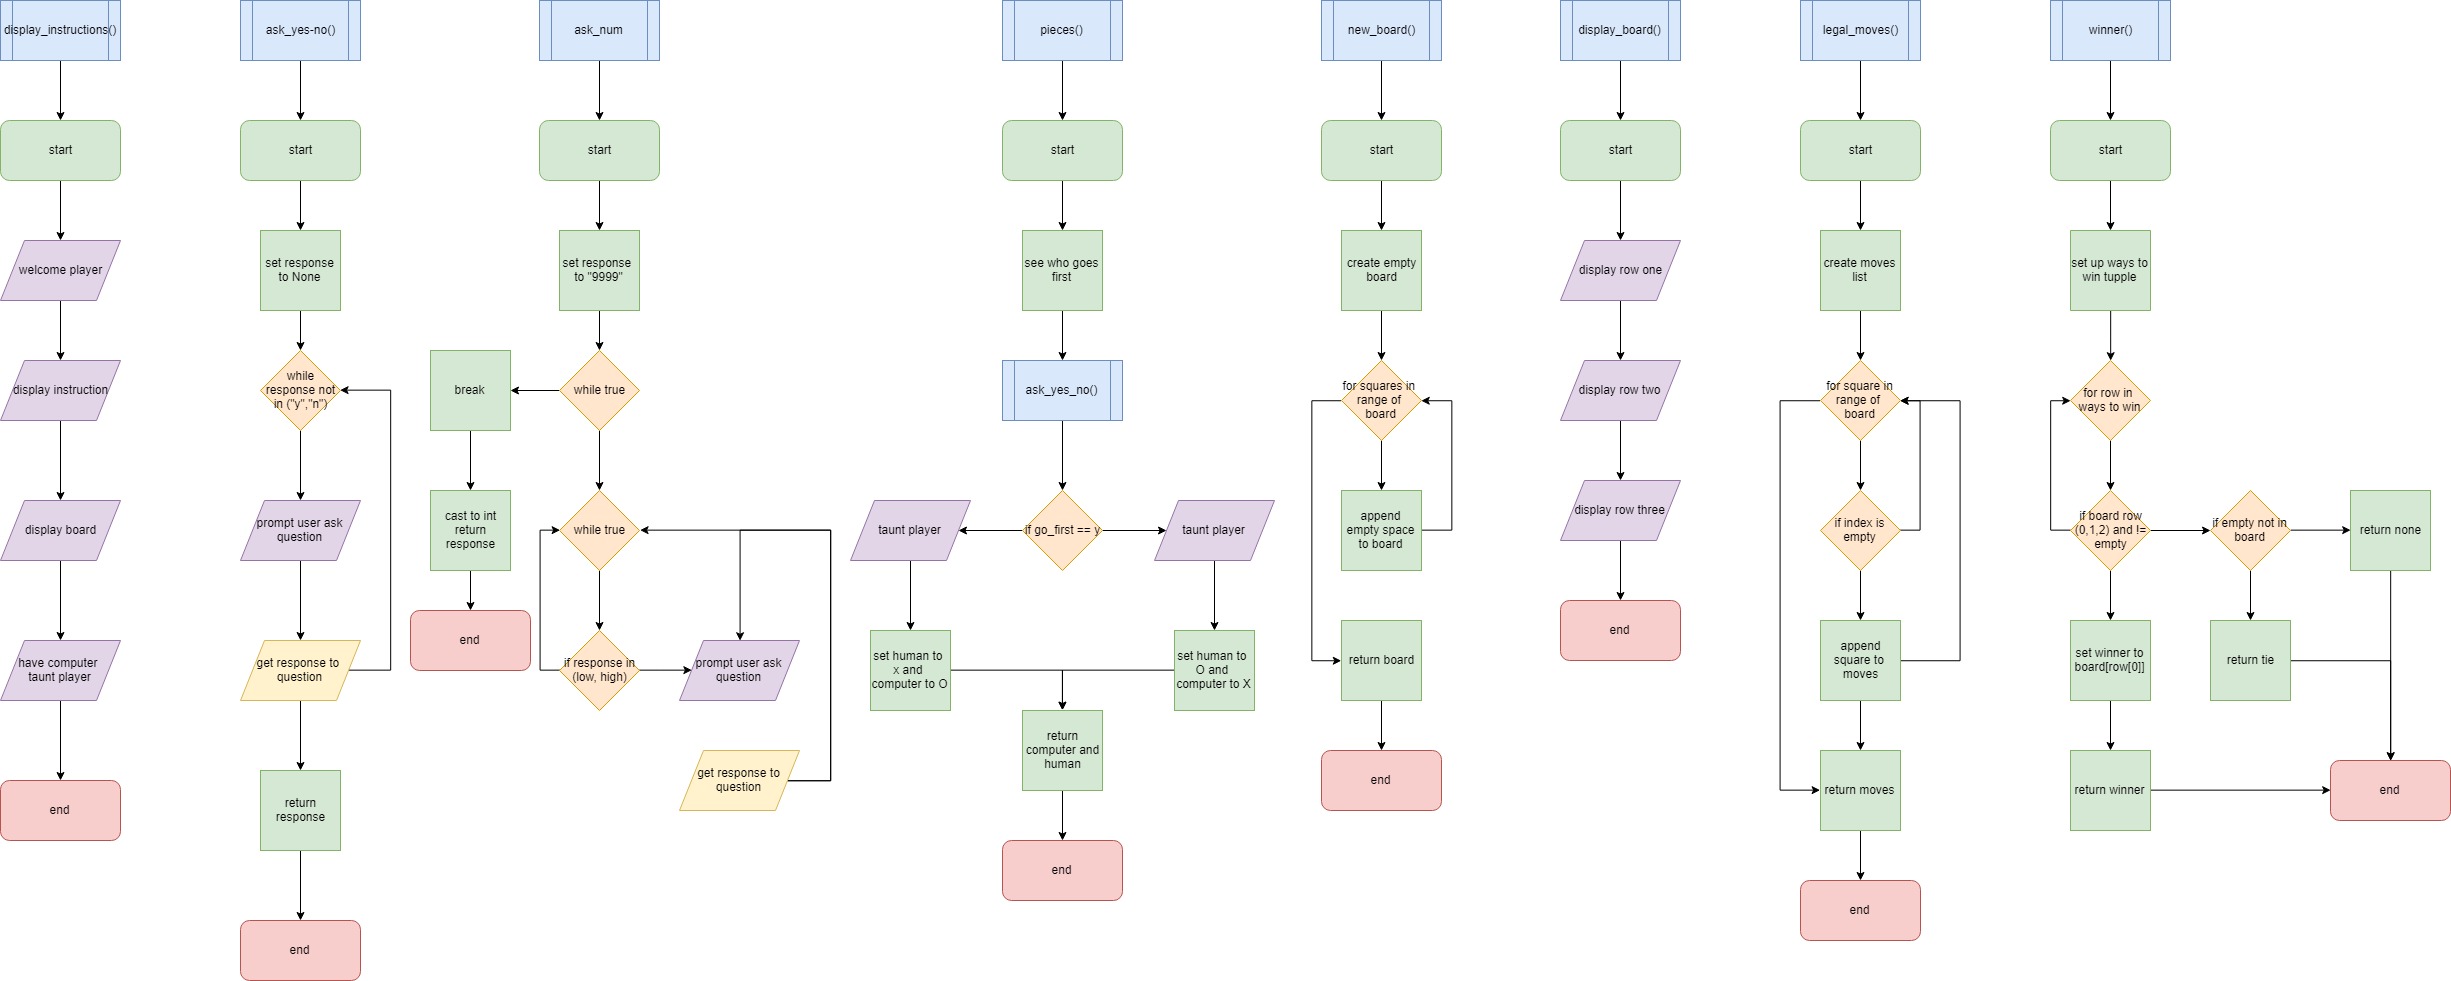 display_instructions()
start
welcome player
display instruction
display board
have computer
taunt player
end
ask_yes-no()
start
set response
to None
while
response not
in ("y","n")
prompt user ask
question
get response to
question
return
response
end
ask_num
start
set response
to "9999"
while true
break
cast to int
return
response
end
while true
if response in
(low, high)
prompt user ask
question
get response to
question
pieces()
start
see who goes
first
ask_yes_no()
if go_first == y
taunt player
taunt player
set human to
x and
computer to O
set human to
O and
computer to X
return
computer and
human
end
new_board()
start
create empty
board
for squares in
range of
board
append
empty space
to board
return board
end
display_board()
start
display row one
display row two
display row three
end
legal_moves()
start
create moves
list
for square in
range of
board
if index is
empty
append
square to
moves
return moves
end
winner()
start
set up ways to
win tupple
for row in
ways to win
if board row
(0,1,2) and !=
empty
if empty not in
board
return none
set winner to
board[row[0]]
return tie
return winner
end